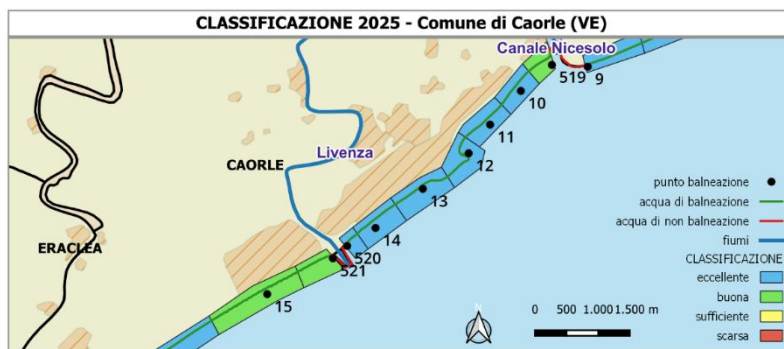 CLASSIFICAZIONE 2025 - Comune di Caorle (VE)
Canale Nicesolo
519
9
10
11
Livenza
CAORLE
12
13
punto balneazione
acqua di balneazione
acqua di non balneazione
fiumi
CLASSIFICAZIONE
eccellente
buona
sufficiente
scarsa
14
ERACLEA
520
521
15
N
0 500 1.000 1.500 m